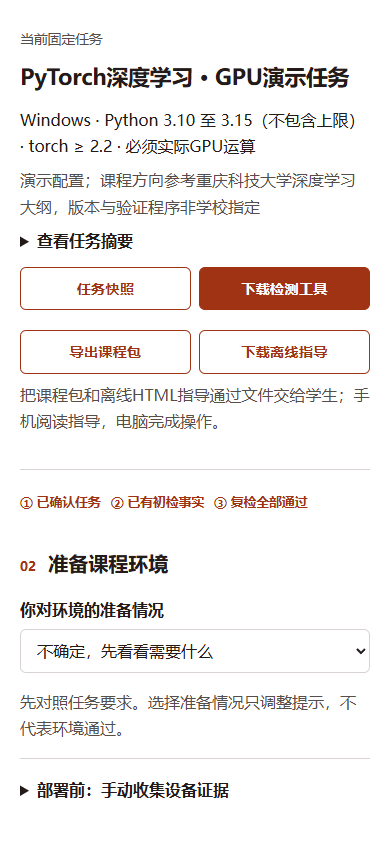 当前固定任务
PyTorch深度学习 · GPU演示任务
Windows · Python 3.10 至 3.15（不包含上限）
· torch ≥ 2.2 · 必须实际GPU运算
演示配置；课程方向参考重庆科技大学深度学习
大纲，版本与验证程序非学校指定
▶ 查看任务摘要
任务快照
下载检测工具
导出课程包
下载离线指导
把课程包和离线HTML指导通过文件交给学生；手
机阅读指导，电脑完成操作。
① 已确认任务 ② 已有初检事实 ③ 复检全部通过
02 准备课程环境
你对环境的准备情况
不确定，先看看需要什么
先对照任务要求。选择准备情况只调整提示，不
代表环境通过。
▶ 部署前：手动收集设备证据